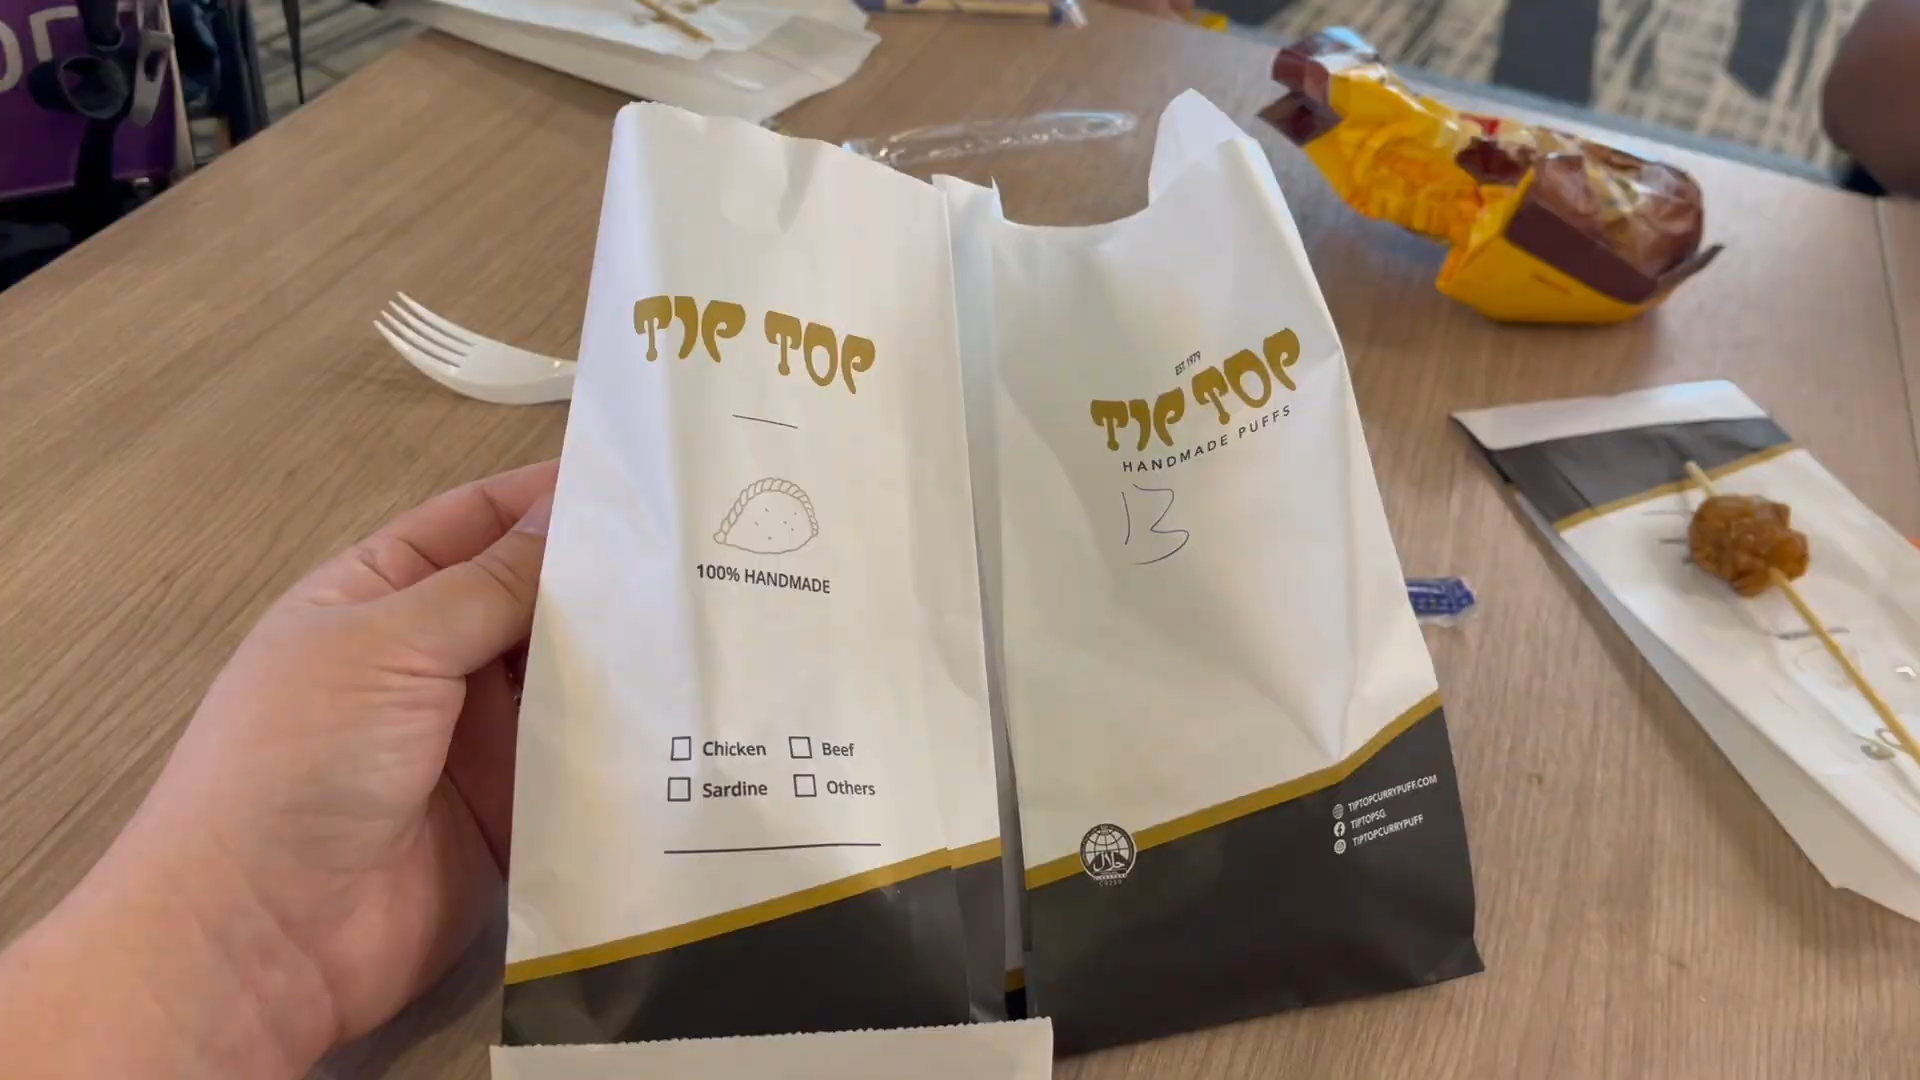 TIP TOP
100% HANDMADE
Chicken
Beef
Sardine
Others
EST. 1979
TIP TOP
HANDMADE PUFFS
13
TIPTOPCURRYPUFF.COM
TIPTOPSG
TIPTOPCURRYPUFF